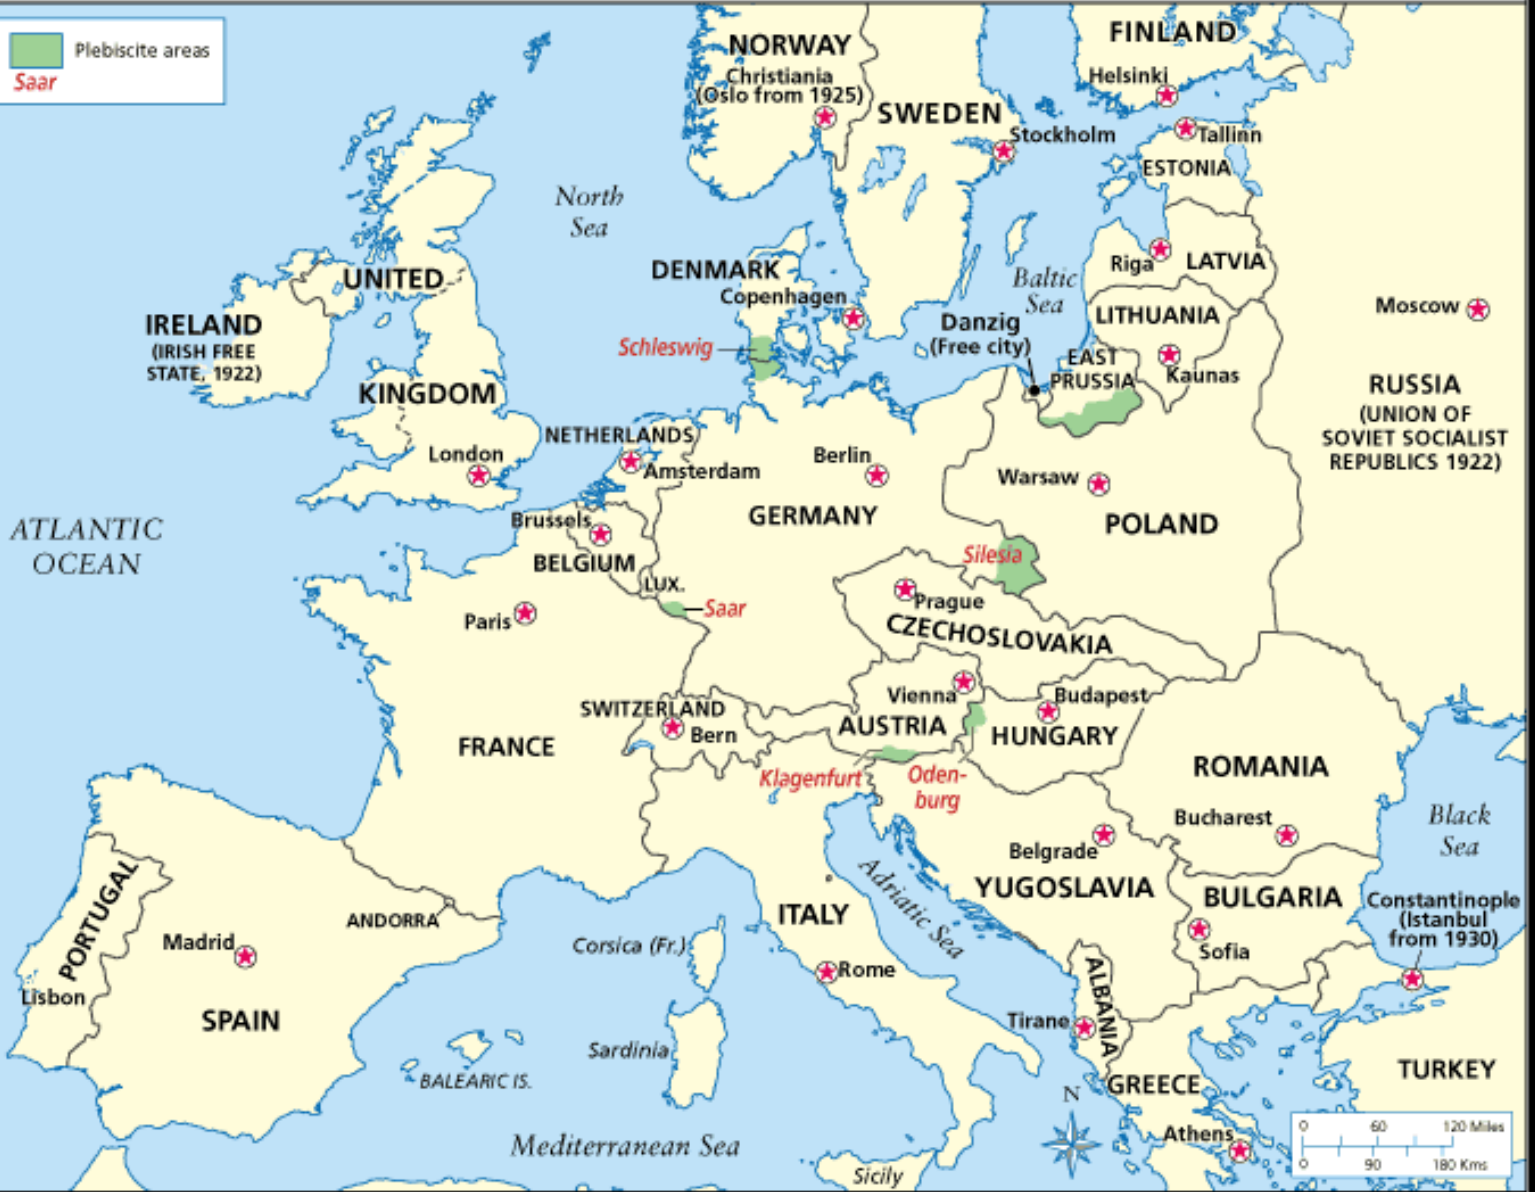 Plebiscite areas
Saar
NORWAY
Christiania
(Oslo from 1925)
SWEDEN
Stockholm
FINLAND
Helsinki
Tallinn
ESTONIA
North
Sea
DENMARK
Copenhagen
Schleswig
Baltic
Sea
Riga
LATVIA
LITHUANIA
Kaunas
Danzig
(Free city)
EAST
PRUSSIA
Moscow
RUSSIA
(UNION OF
SOVIET SOCIALIST
REPUBLICS 1922)
UNITED
KINGDOM
IRELAND
(IRISH FREE
STATE, 1922)
London
NETHERLANDS
Amsterdam
Berlin
GERMANY
Warsaw
POLAND
Silesia
ATLANTIC
OCEAN
Brussels
BELGIUM
LUX.
Saar
Paris
Prague
CZECHOSLOVAKIA
Vienna
AUSTRIA
Budapest
HUNGARY
SWITZERLAND
Bern
FRANCE
Klagenfurt
Oden-
burg
ROMANIA
Bucharest
Black
Sea
Belgrade
YUGOSLAVIA
BULGARIA
Sofia
Constantinople
(Istanbul
from 1930)
PORTUGAL
Lisbon
Madrid
SPAIN
ANDORRA
Corsica (Fr.)
ITALY
Rome
Adriatic Sea
Sardinia
BALEARIC IS.
Mediterranean Sea
Sicily
ALBANIA
Tirane
GREECE
Athens
TURKEY
N
0 60 120 Miles
0 90 180 Kms